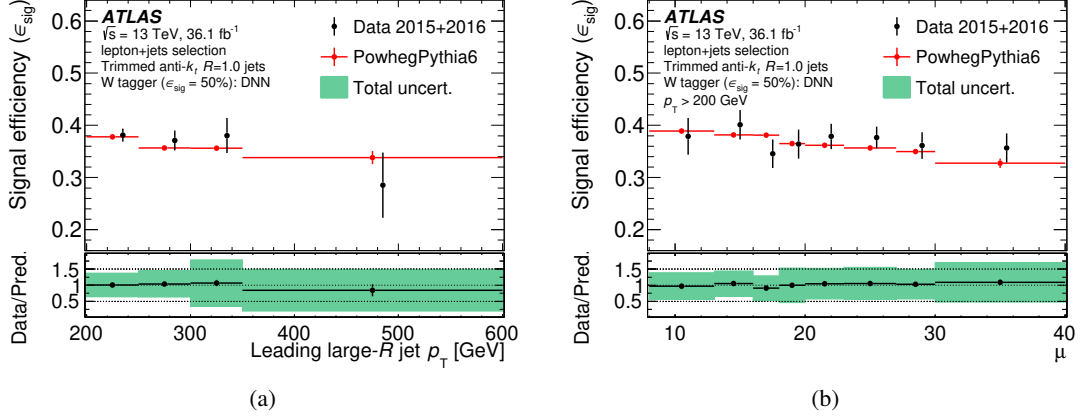 Signal efficiency (ϵsig)
0.6
0.5
0.4
0.3
0.2
ATLAS
√s = 13 TeV, 36.1 fb⁻¹
lepton+jets selection
Trimmed anti-kₜ R=1.0 jets
W tagger (ϵsig = 50%): DNN
Data 2015+2016
PowhegPythia6
Total uncert.
Data/Pred.
1.5
1
0.5
200 300 400 500 600
Leading large-R jet pT [GeV]
(a)
Signal efficiency (ϵsig)
0.6
0.5
0.4
0.3
0.2
ATLAS
√s = 13 TeV, 36.1 fb⁻¹
lepton+jets selection
Trimmed anti-kₜ R=1.0 jets
W tagger (ϵsig = 50%): DNN
pT > 200 GeV
Data 2015+2016
PowhegPythia6
Total uncert.
Data/Pred.
1.5
1
0.5
10 20 30 40
μ
(b)